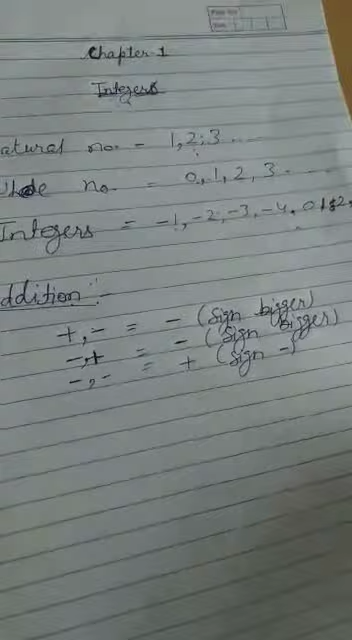 Chapter-1
Integers
atural no. - 1, 2, 3 ...
Whole no. = 0, 1, 2, 3 ....
Integers = -1, -2, -3, -4, 0, 1, 2,
ddition :-
+, - = - (Sign bigger)
-, + = - (Sign bigger)
-, - = + (Sign -)